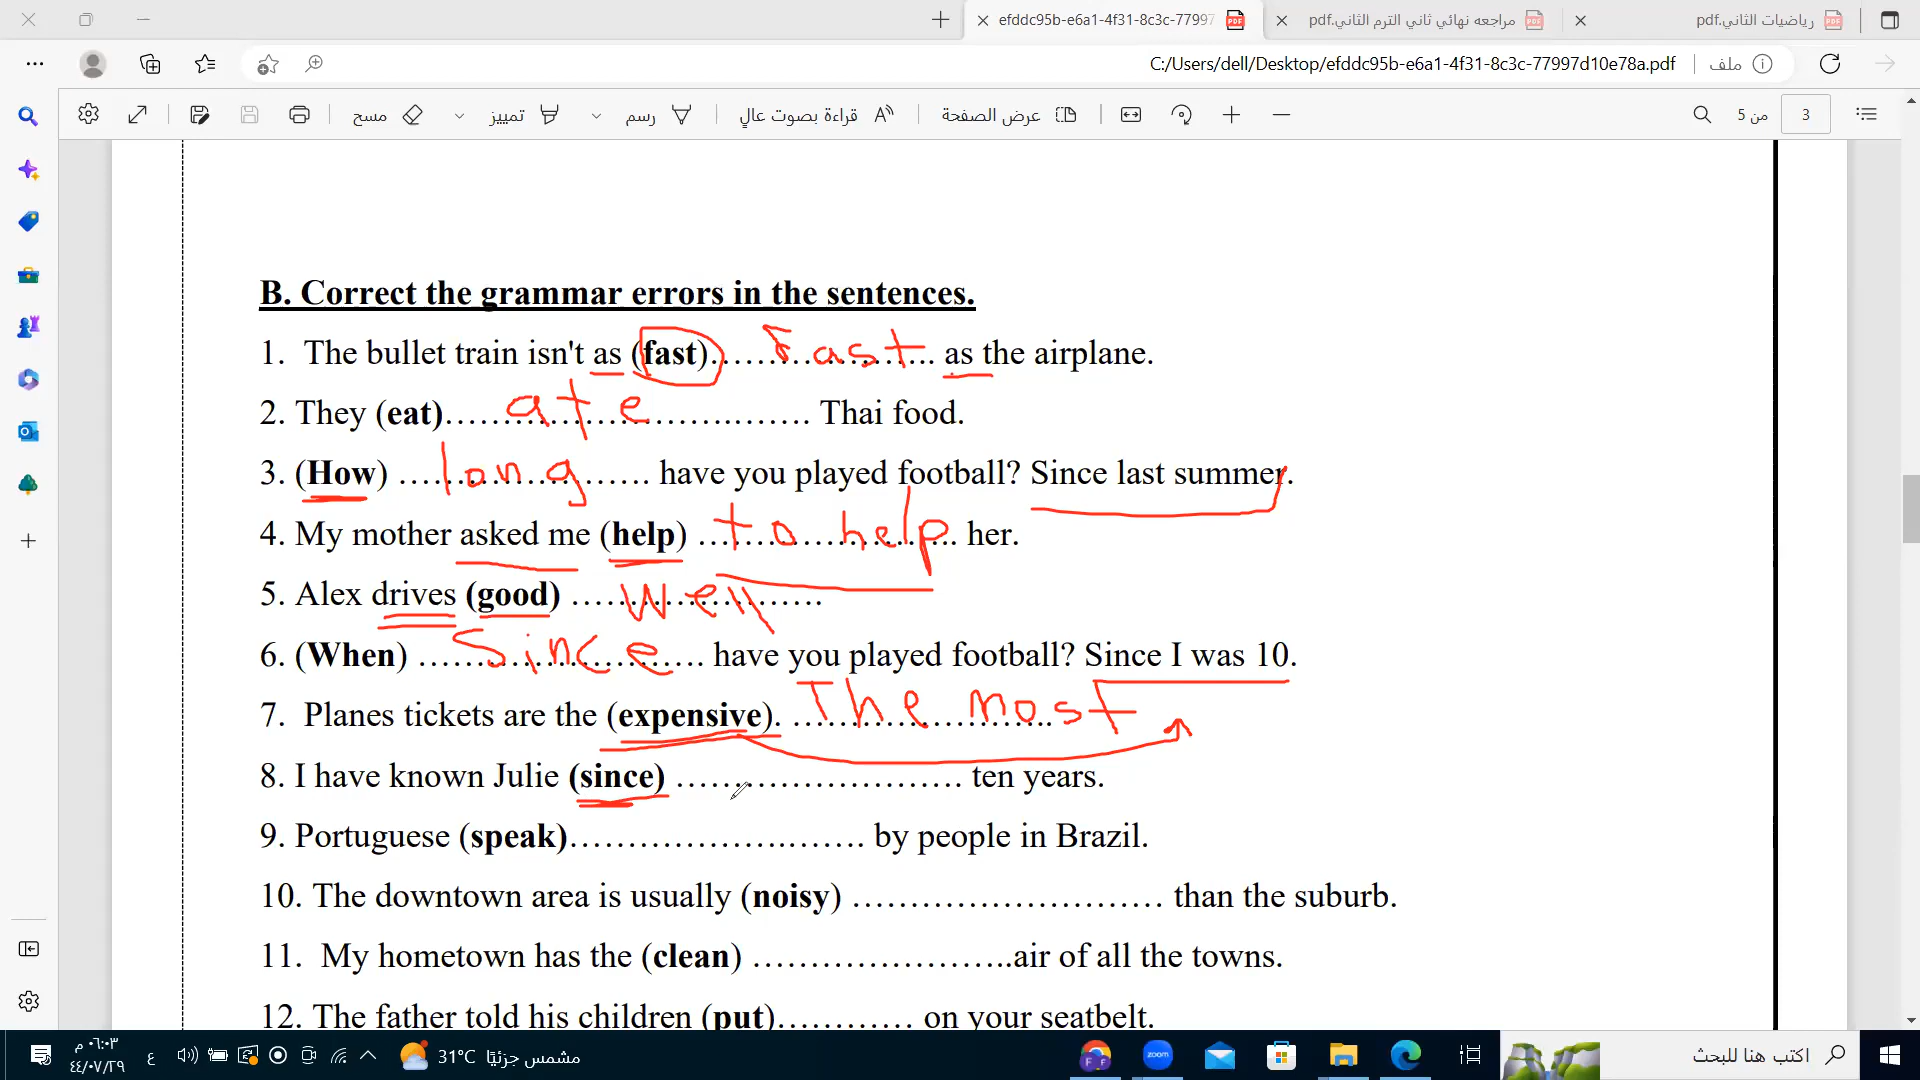 efddc95b-e6a1-4f31-8c3c-77997
مراجعه نهائي ثاني الترم الثاني.pdf
رياضيات الثاني.pdf
C:/Users/dell/Desktop/efddc95b-e6a1-4f31-8c3c-77997d10e78a.pdf
ملف
مسح
تمييز
رسم
قراءة بصوت عالٍ
عرض الصفحة
من 5
3
B. Correct the grammar errors in the sentences.
1. The bullet train isn't as (fast)…………………. as the airplane.
fast
2. They (eat)………………………….……. Thai food.
ate
3. (How) ……………………. have you played football? Since last summer.
long
4. My mother asked me (help) ……………………. her.
to help
5. Alex drives (good) …………………….
Well
6. (When) ………………………. have you played football? Since I was 10.
Since
7. Planes tickets are the (expensive). …………………….
The most
8. I have known Julie (since) ………………………. ten years.
9. Portuguese (speak)………………….……. by people in Brazil.
10. The downtown area is usually (noisy) ………………………… than the suburb.
11. My hometown has the (clean) …………………….air of all the towns.
12. The father told his children (put)………… on your seatbelt.
٠٦:٠٣ م
٤٤/٠٧/٢٩
ع
31°C مشمس جزئيًا
zoom
اكتب هنا للبحث